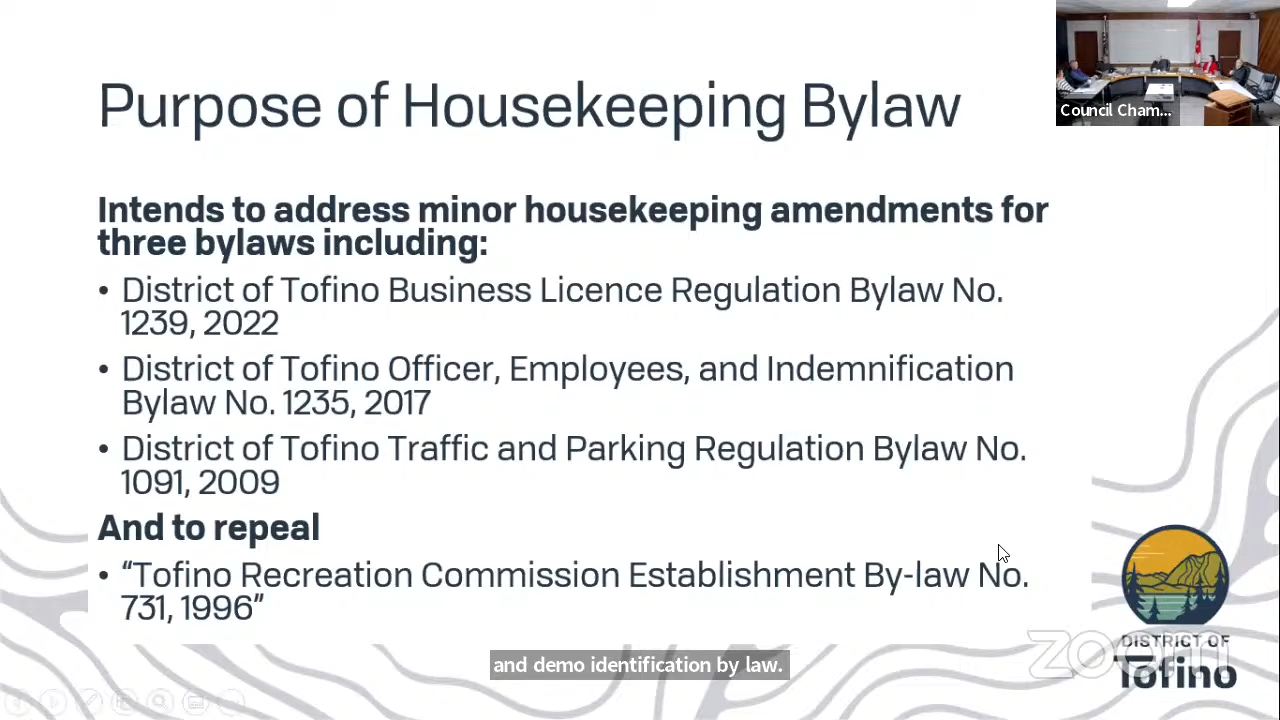 Purpose of Housekeeping Bylaw
Council Cham...
Intends to address minor housekeeping amendments for
three bylaws including:
• District of Tofino Business Licence Regulation Bylaw No.
1239, 2022
• District of Tofino Officer, Employees, and Indemnification
Bylaw No. 1235, 2017
• District of Tofino Traffic and Parking Regulation Bylaw No.
1091, 2009
And to repeal
• “Tofino Recreation Commission Establishment By-law No.
731, 1996”
DISTRICT OF
Tofino
zoom
and demo identification by law.